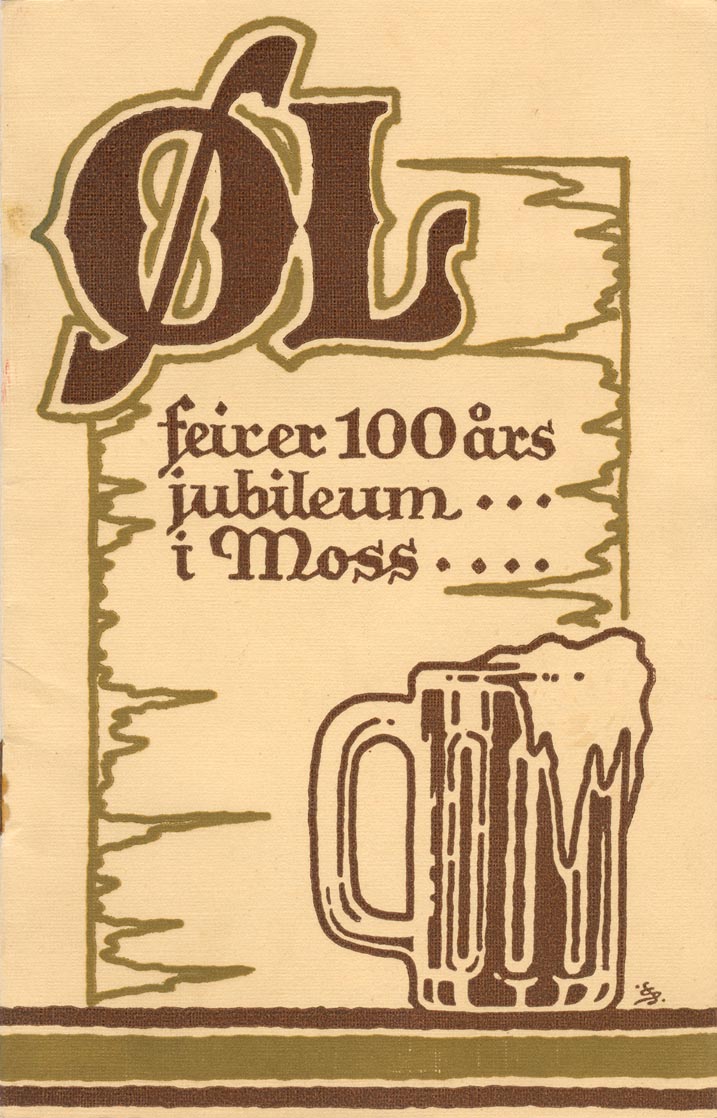 ØL
feirer 100 års
jubileum ...
i Moss ....